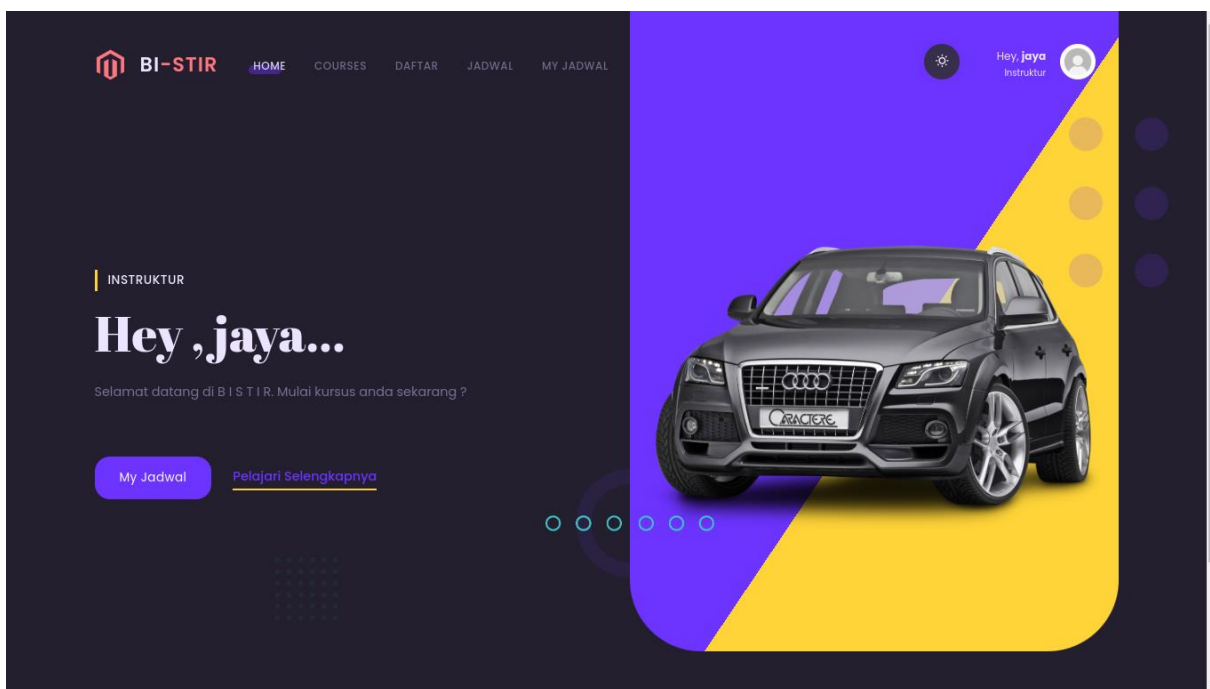 BI-STIR HOME COURSES DAFTAR JADWAL MY JADWAL
Hey, jaya
Instruktur
INSTRUKTUR
Hey ,jaya...
Selamat datang di B I S T I R. Mulai kursus anda sekarang ?
My Jadwal Pelajari Selengkapnya
CARACTERE